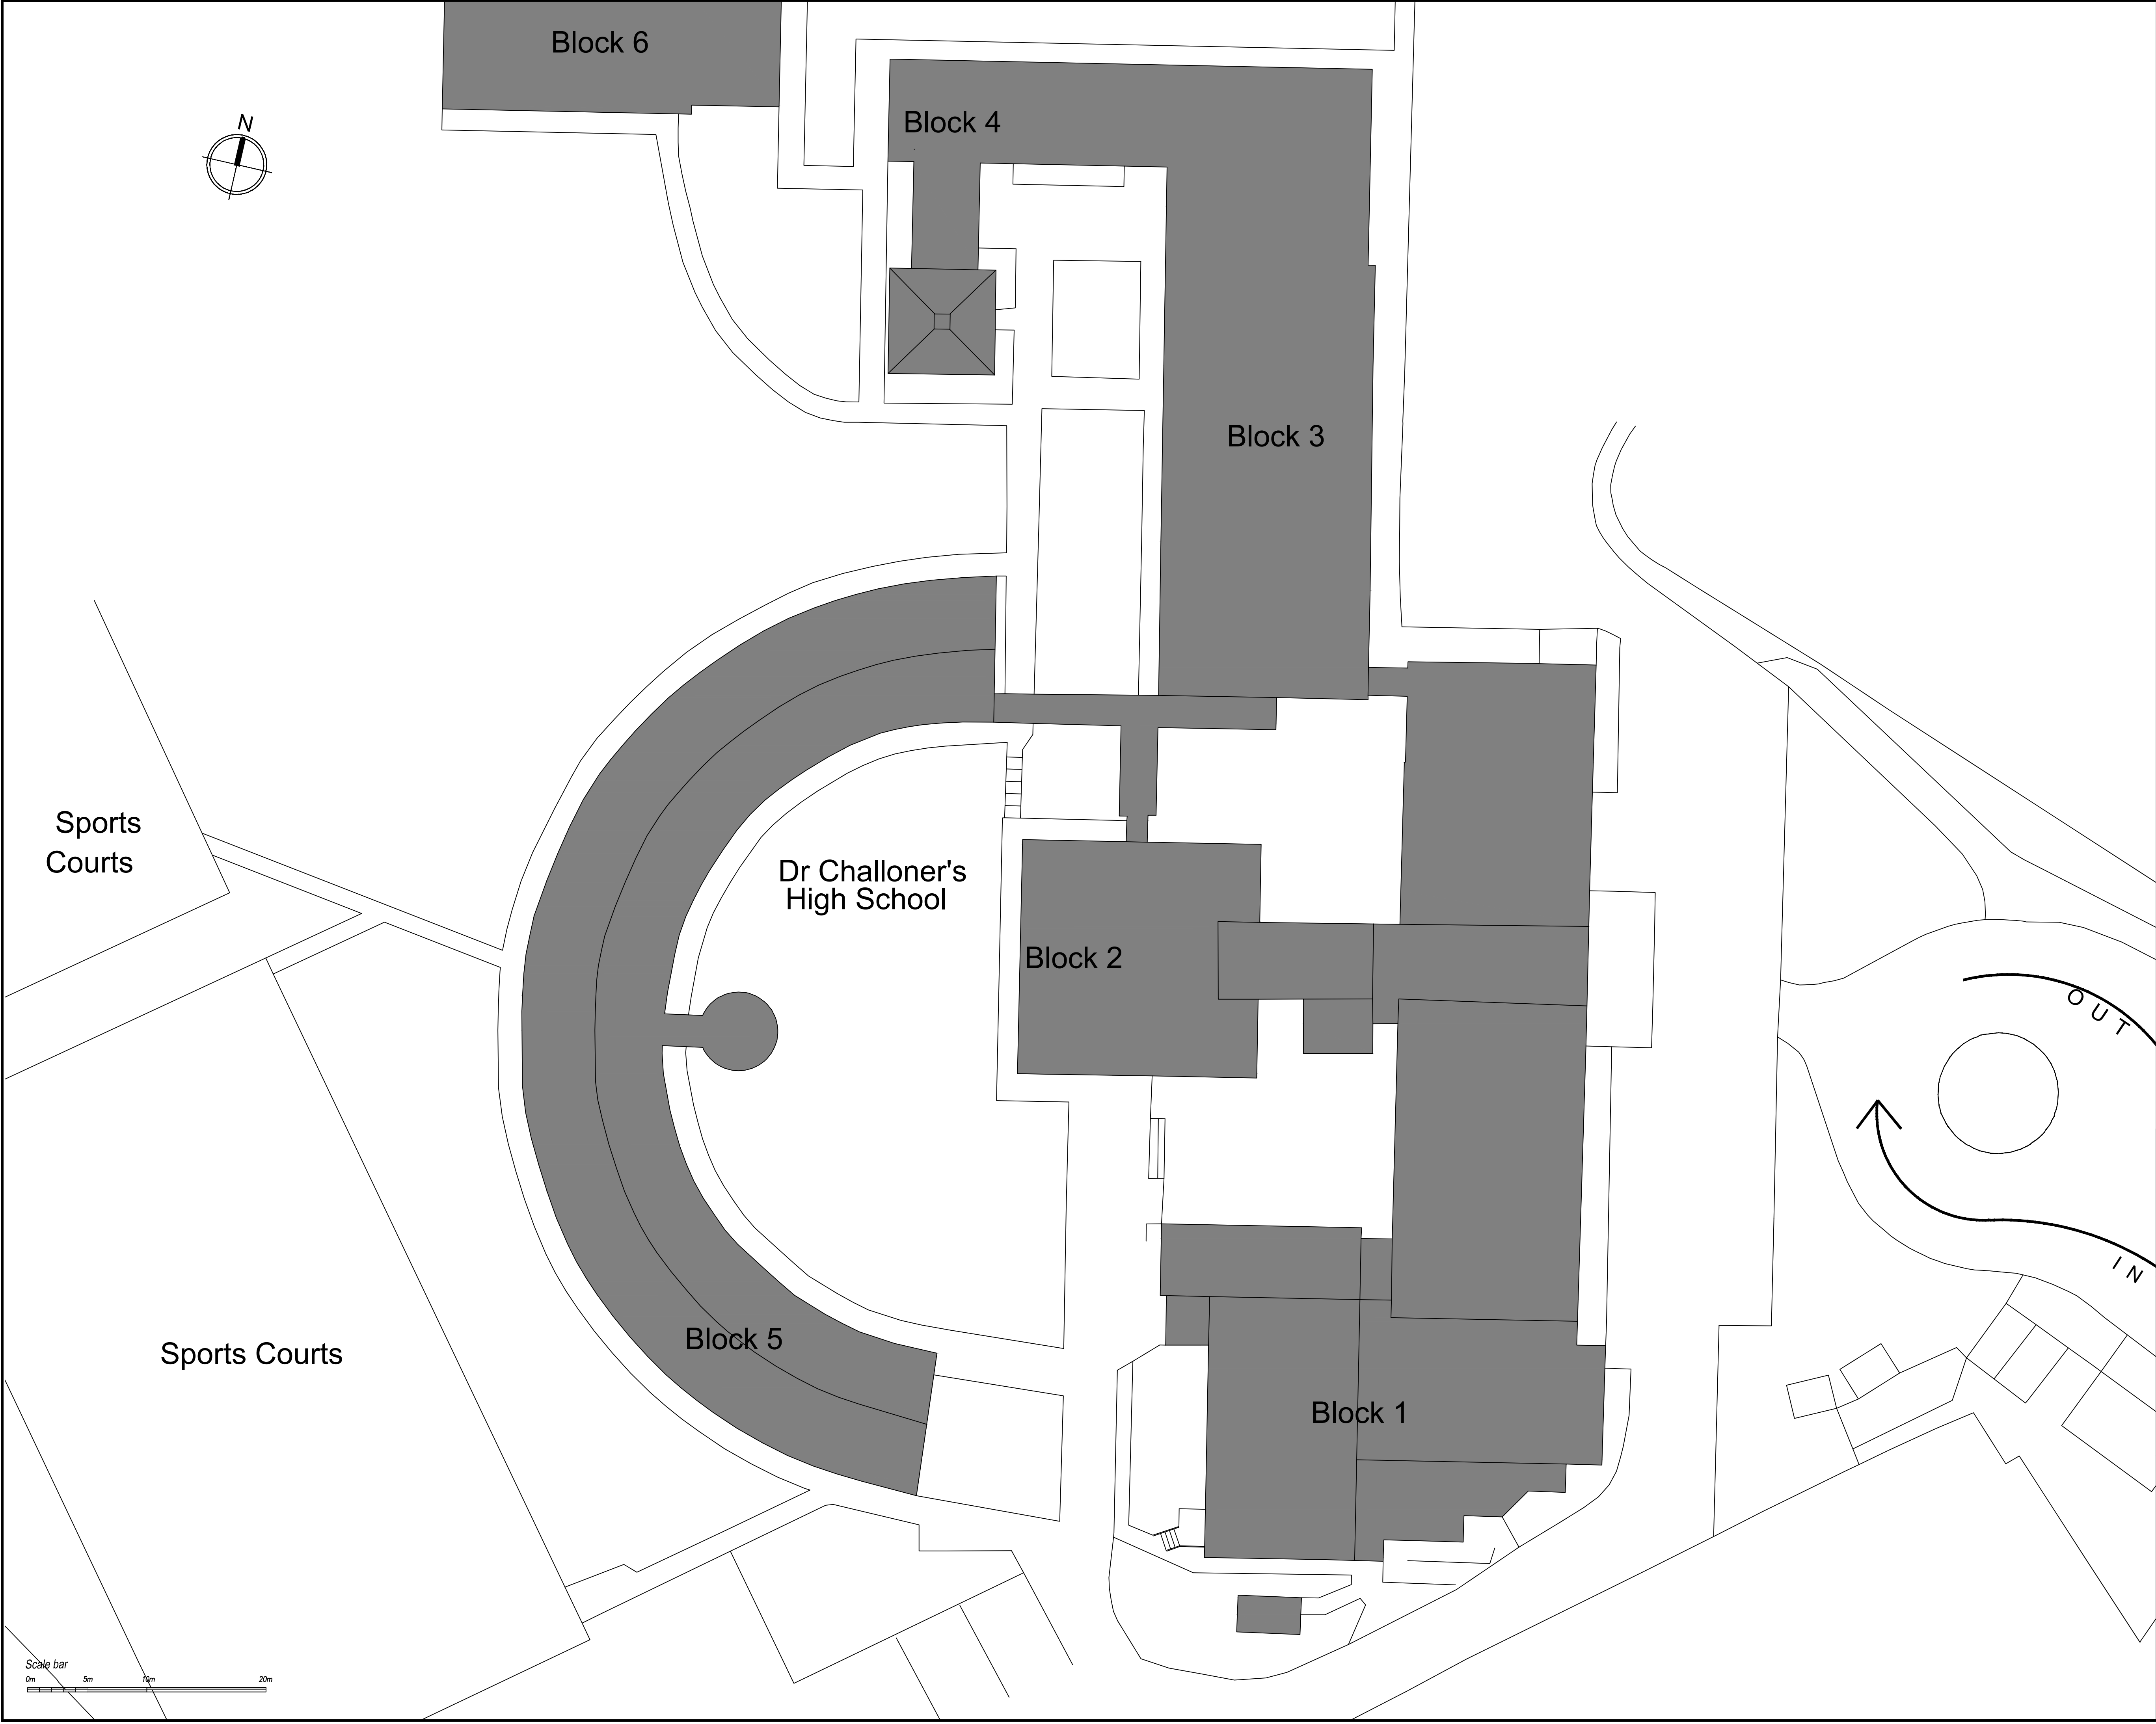 Block 6
N
Block 4
Block 3
Sports
Courts
Dr Challoner's
High School
Block 2
OUT
IN
Block 5
Sports Courts
Block 1
Scale bar
0m 5m 10m 20m